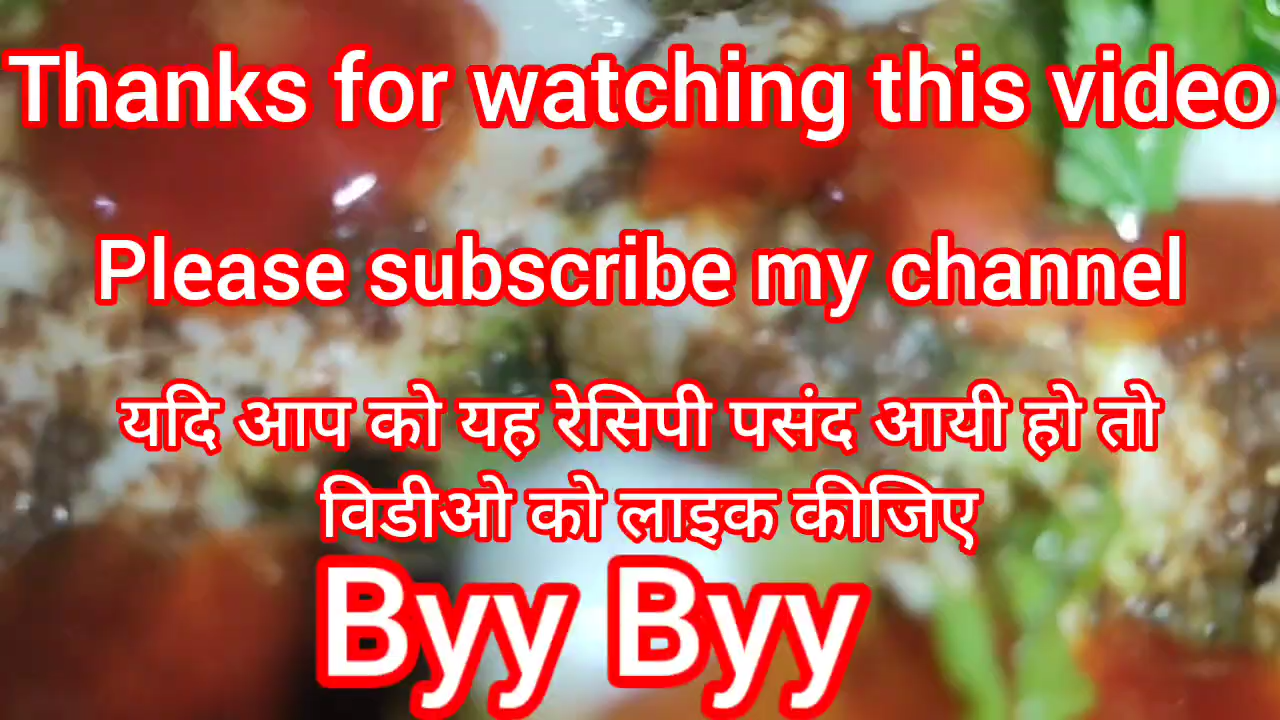 Thanks for watching this video
Please subscribe my channel
यदि आप को यह रेसिपी पसंद आयी हो तो
विडीओ को लाइक कीजिए
Byy Byy